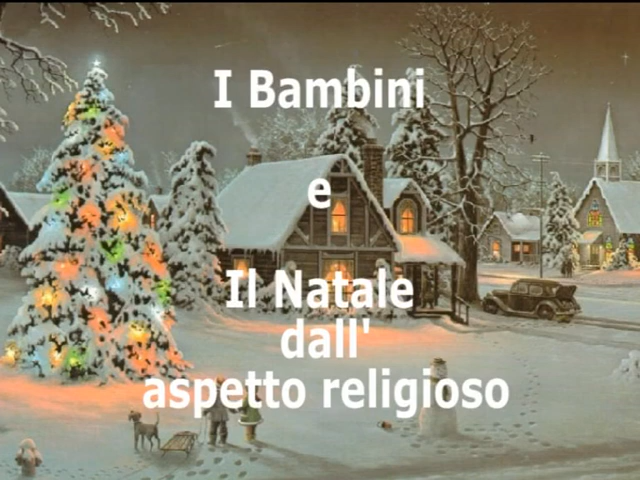 I Bambini
e
Il Natale
dall'
aspetto religioso